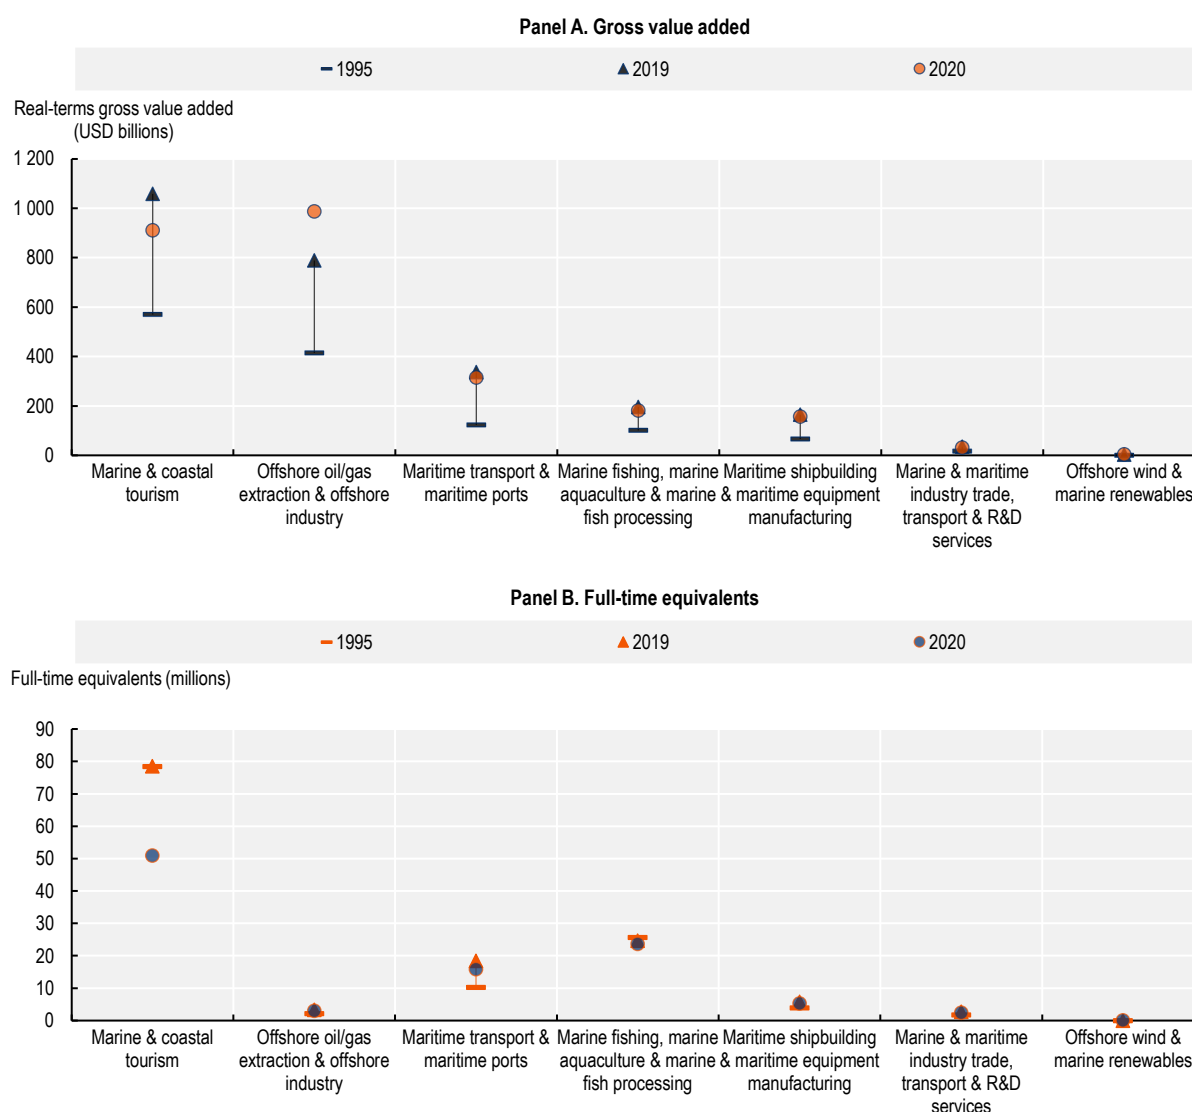 Panel A. Gross value added
1995
2019
2020
Real-terms gross value added
(USD billions)
1 200
1 000
800
600
400
200
0
Marine & coastal
tourism
Offshore oil/gas
extraction & offshore
industry
Maritime transport &
maritime ports
Marine fishing, marine
aquaculture & marine
fish processing
Maritime shipbuilding
& maritime equipment
manufacturing
Marine & maritime
industry trade,
transport & R&D
services
Offshore wind &
marine renewables
Panel B. Full-time equivalents
1995
2019
2020
Full-time equivalents (millions)
90
80
70
60
50
40
30
20
10
0
Marine & coastal
tourism
Offshore oil/gas
extraction & offshore
industry
Maritime transport &
maritime ports
Marine fishing, marine
aquaculture & marine
fish processing
Maritime shipbuilding
& maritime equipment
manufacturing
Marine & maritime
industry trade,
transport & R&D
services
Offshore wind &
marine renewables